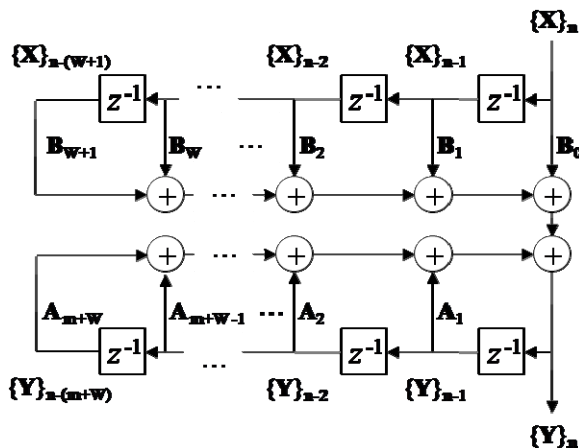 {X}n
{X}n-(W+1) ... {X}n-2 {X}n-1
z-1 z-1 z-1
BW+1 BW ... B2 B1 B0
+ ... + + +
+ ... + + +
Am+W Am+W-1 ... A2 A1
z-1 z-1 z-1
{Y}n-(m+W) ... {Y}n-2 {Y}n-1
{Y}n